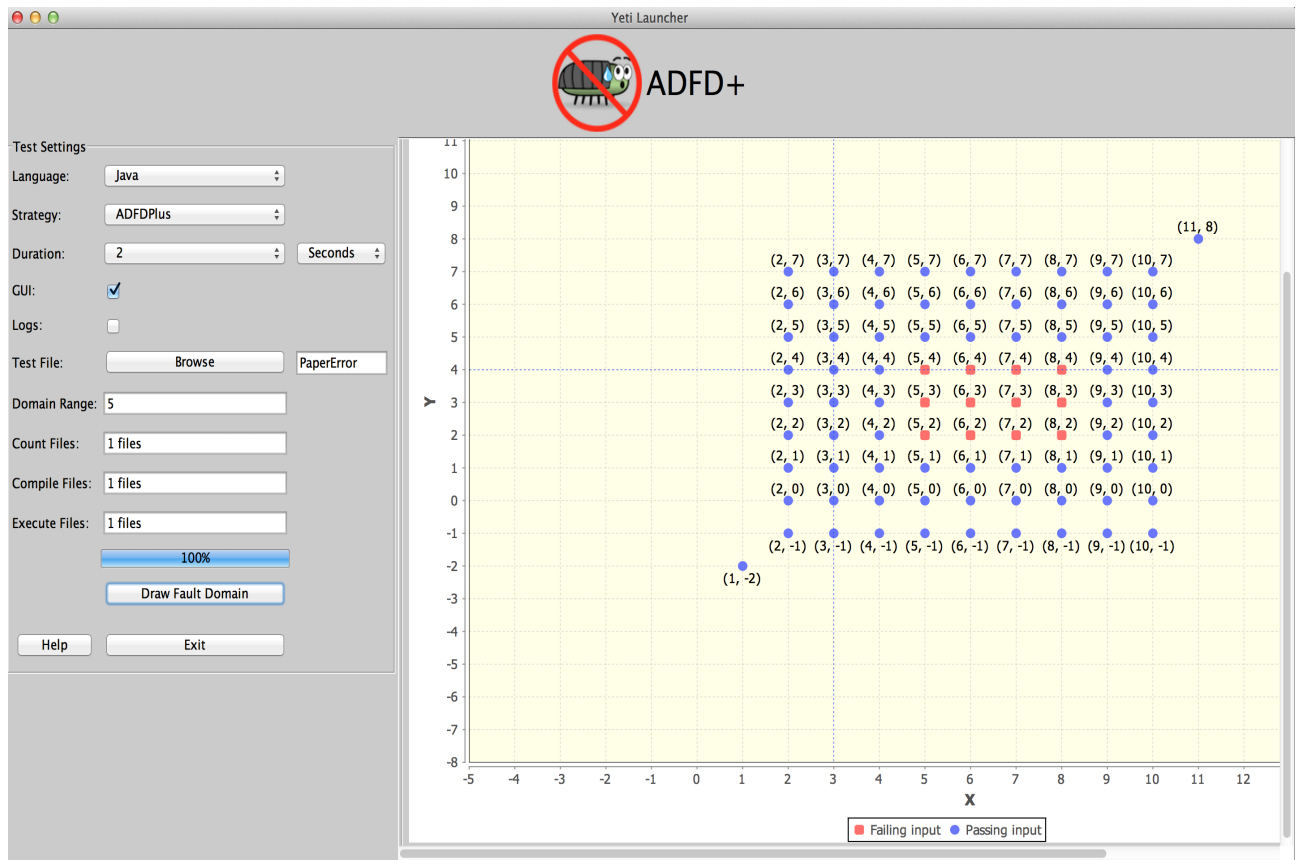 Yeti Launcher
ADFD+
Test Settings
Language: Java
Strategy: ADFDPlus
Duration: 2 Seconds
GUI:
Logs:
Test File: Browse PaperError
Domain Range: 5
Count Files: 1 files
Compile Files: 1 files
Execute Files: 1 files
100%
Draw Fault Domain
Help Exit
11
10
9
(11, 8)
8
(2, 7) (3, 7) (4, 7) (5, 7) (6, 7) (7, 7) (8, 7) (9, 7) (10, 7)
7
(2, 6) (3, 6) (4, 6) (5, 6) (6, 6) (7, 6) (8, 6) (9, 6) (10, 6)
6
(2, 5) (3, 5) (4, 5) (5, 5) (6, 5) (7, 5) (8, 5) (9, 5) (10, 5)
5
(2, 4) (3, 4) (4, 4) (5, 4) (6, 4) (7, 4) (8, 4) (9, 4) (10, 4)
4
(2, 3) (3, 3) (4, 3) (5, 3) (6, 3) (7, 3) (8, 3) (9, 3) (10, 3)
Y
3
(2, 2) (3, 2) (4, 2) (5, 2) (6, 2) (7, 2) (8, 2) (9, 2) (10, 2)
2
(2, 1) (3, 1) (4, 1) (5, 1) (6, 1) (7, 1) (8, 1) (9, 1) (10, 1)
1
(2, 0) (3, 0) (4, 0) (5, 0) (6, 0) (7, 0) (8, 0) (9, 0) (10, 0)
0
-1
(2, -1) (3, -1) (4, -1) (5, -1) (6, -1) (7, -1) (8, -1) (9, -1) (10, -1)
-2
(1, -2)
-3
-4
-5
-6
-7
-8
-5 -4 -3 -2 -1 0 1 2 3 4 5 6 7 8 9 10 11 12
X
Failing input Passing input